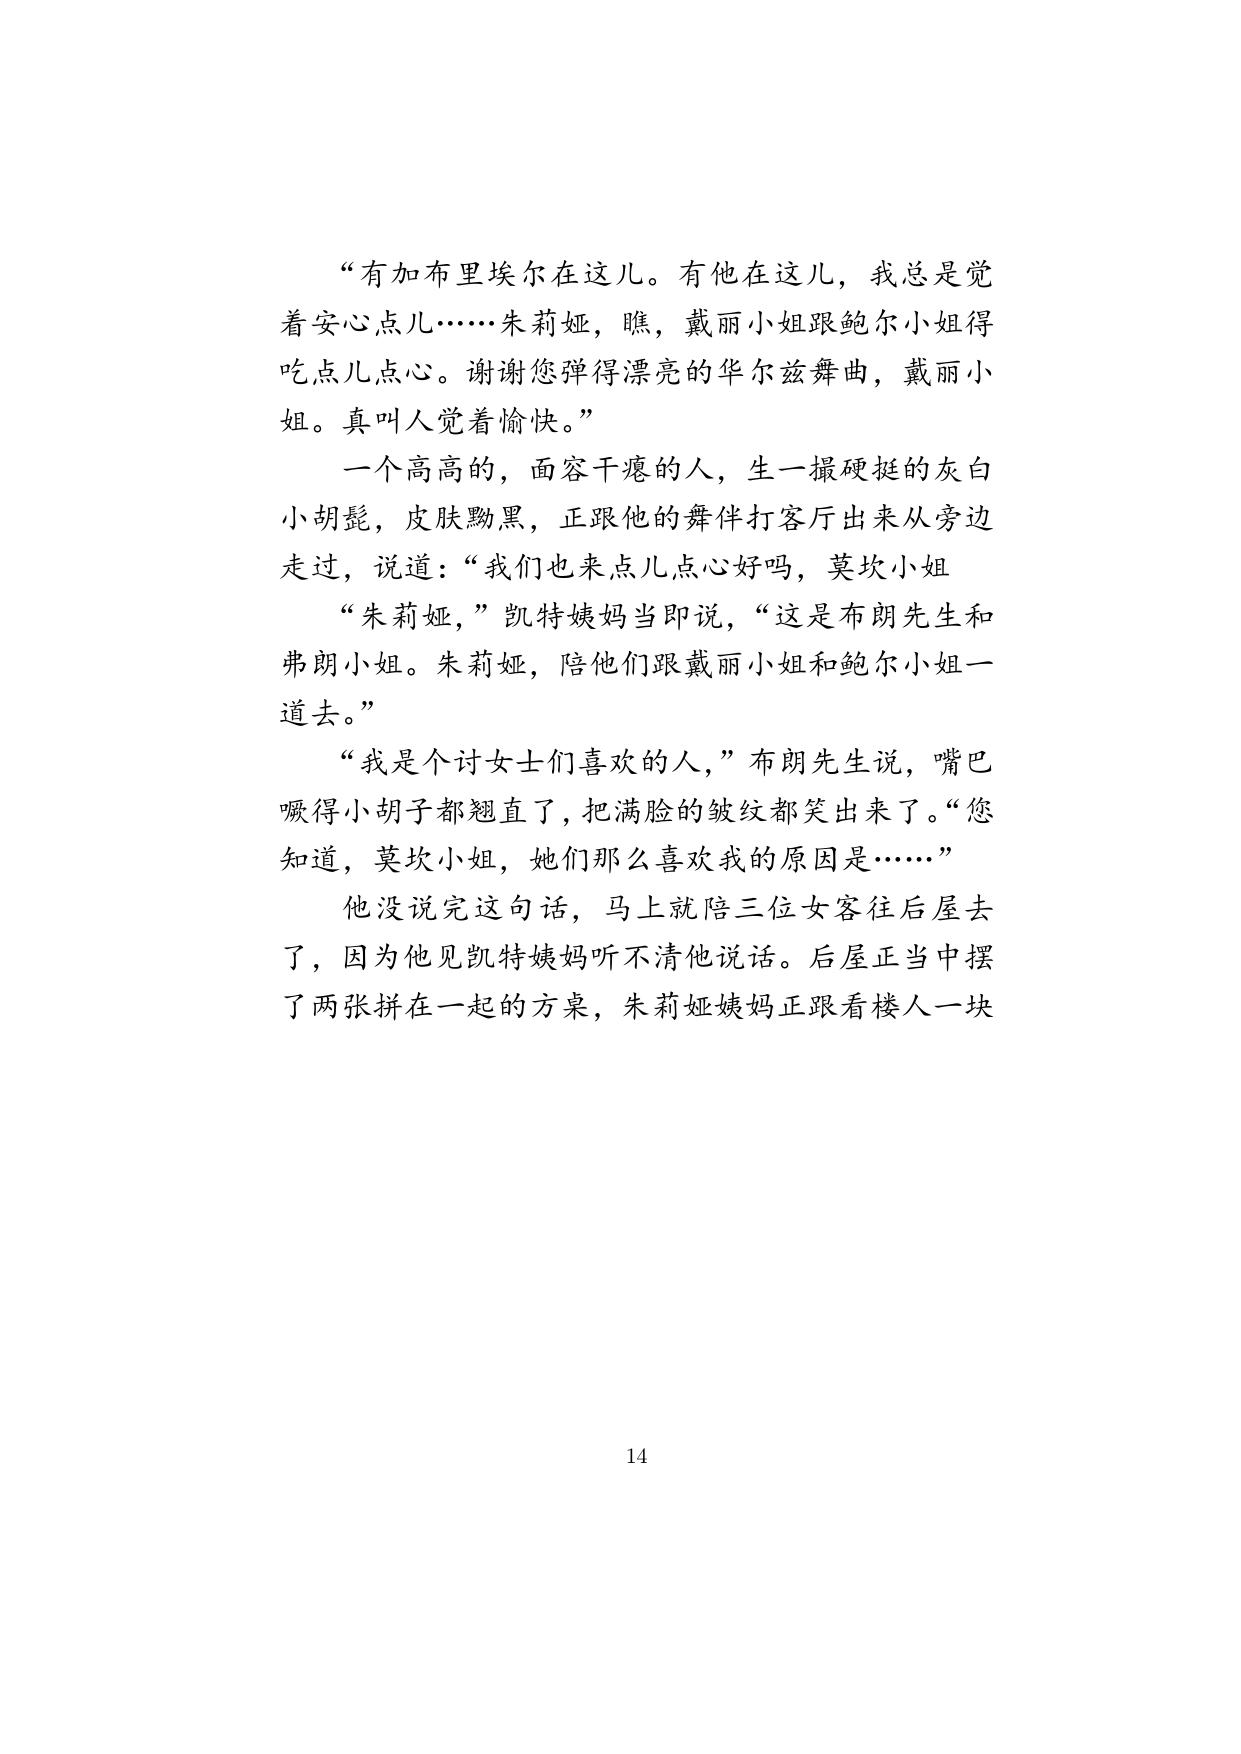 “有加布里埃尔在这儿。有他在这儿，我总是觉
着安心点儿……朱莉娅，瞧，戴丽小姐跟鲍尔小姐得
吃点儿点心。谢谢您弹得漂亮的华尔兹舞曲，戴丽小
姐。真叫人觉着愉快。”
一个高高的，面容干瘪的人，生一撮硬挺的灰白
小胡髭，皮肤黝黑，正跟他的舞伴打客厅出来从旁边
走过，说道：“我们也来点儿点心好吗，莫坎小姐
“朱莉娅，”凯特姨妈当即说，“这是布朗先生和
弗朗小姐。朱莉娅，陪他们跟戴丽小姐和鲍尔小姐一
道去。”
“我是个讨女士们喜欢的人，”布朗先生说，嘴巴
噘得小胡子都翘直了，把满脸的皱纹都笑出来了。“您
知道，莫坎小姐，她们那么喜欢我的原因是……”
他没说完这句话，马上就陪三位女客往后屋去
了，因为他见凯特姨妈听不清他说话。后屋正当中摆
了两张拼在一起的方桌，朱莉娅姨妈正跟看楼人一块
14